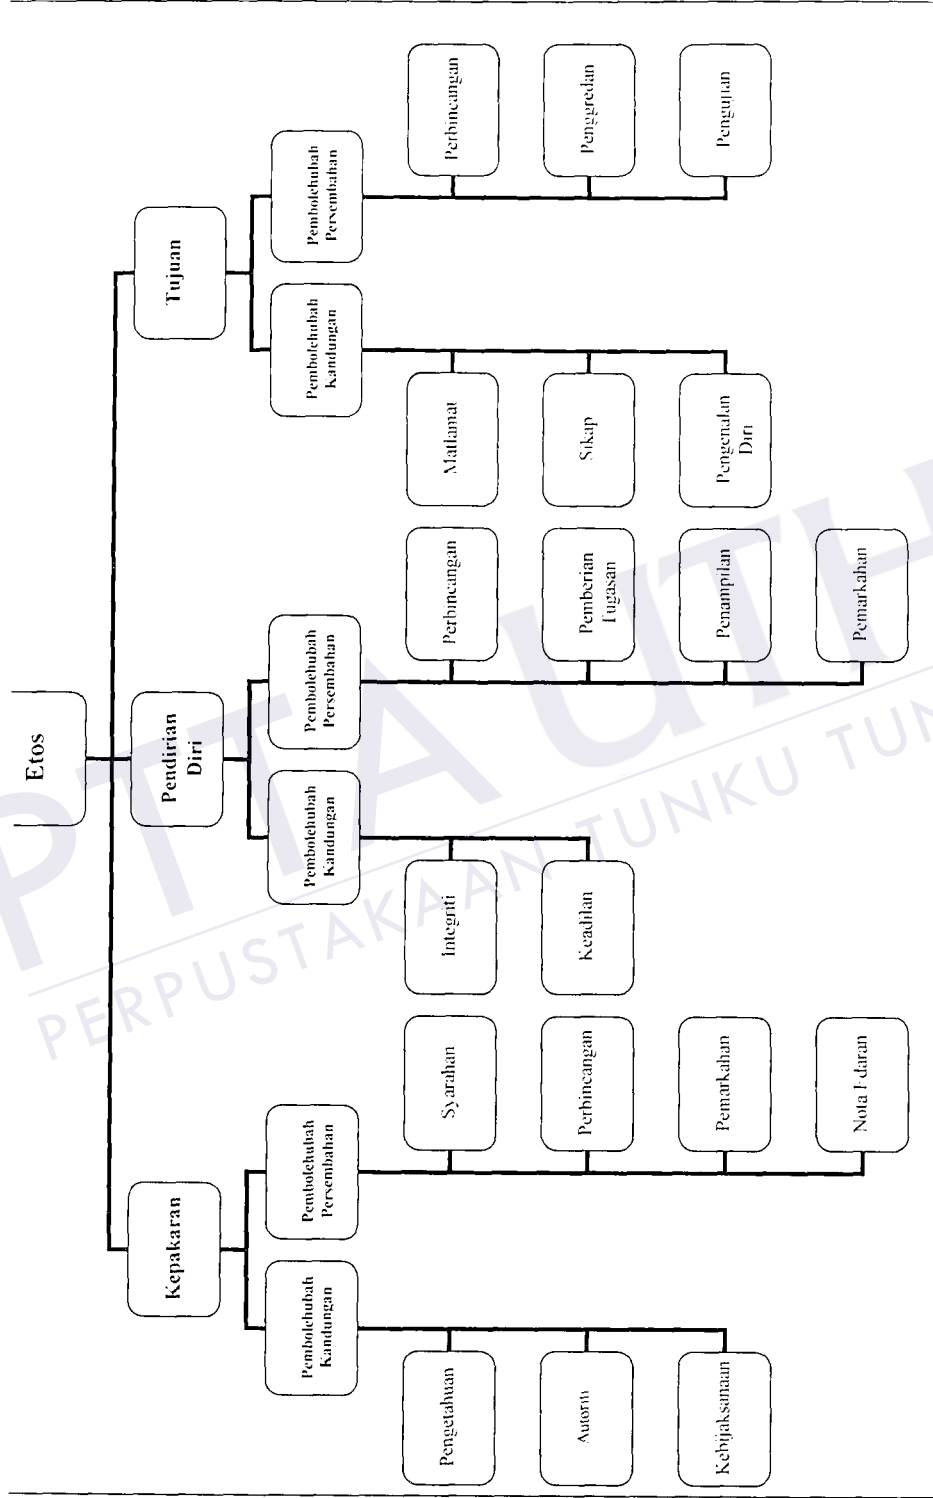 Etos
Kepakaran
Pendirian
Diri
Tujuan
Pembolehubah
Kandungan
Pembolehubah
Persembahan
Pembolehubah
Kandungan
Pembolehubah
Persembahan
Pembolehubah
Kandungan
Pembolehubah
Persembahan
Pengetahuan
Syarahan
Integriti
Perbincangan
Matlamat
Perbincangan
Autoriti
Perbincangan
Keadilan
Pemberian
Tugasan
Sikap
Penggredan
Kebijaksanaan
Pemarkahan
Penampilan
Pengenalan
Diri
Pengujian
Nota Edaran
Pemarkahan
PTTA UTH
PERPUSTAKAAN TUNKU TUN